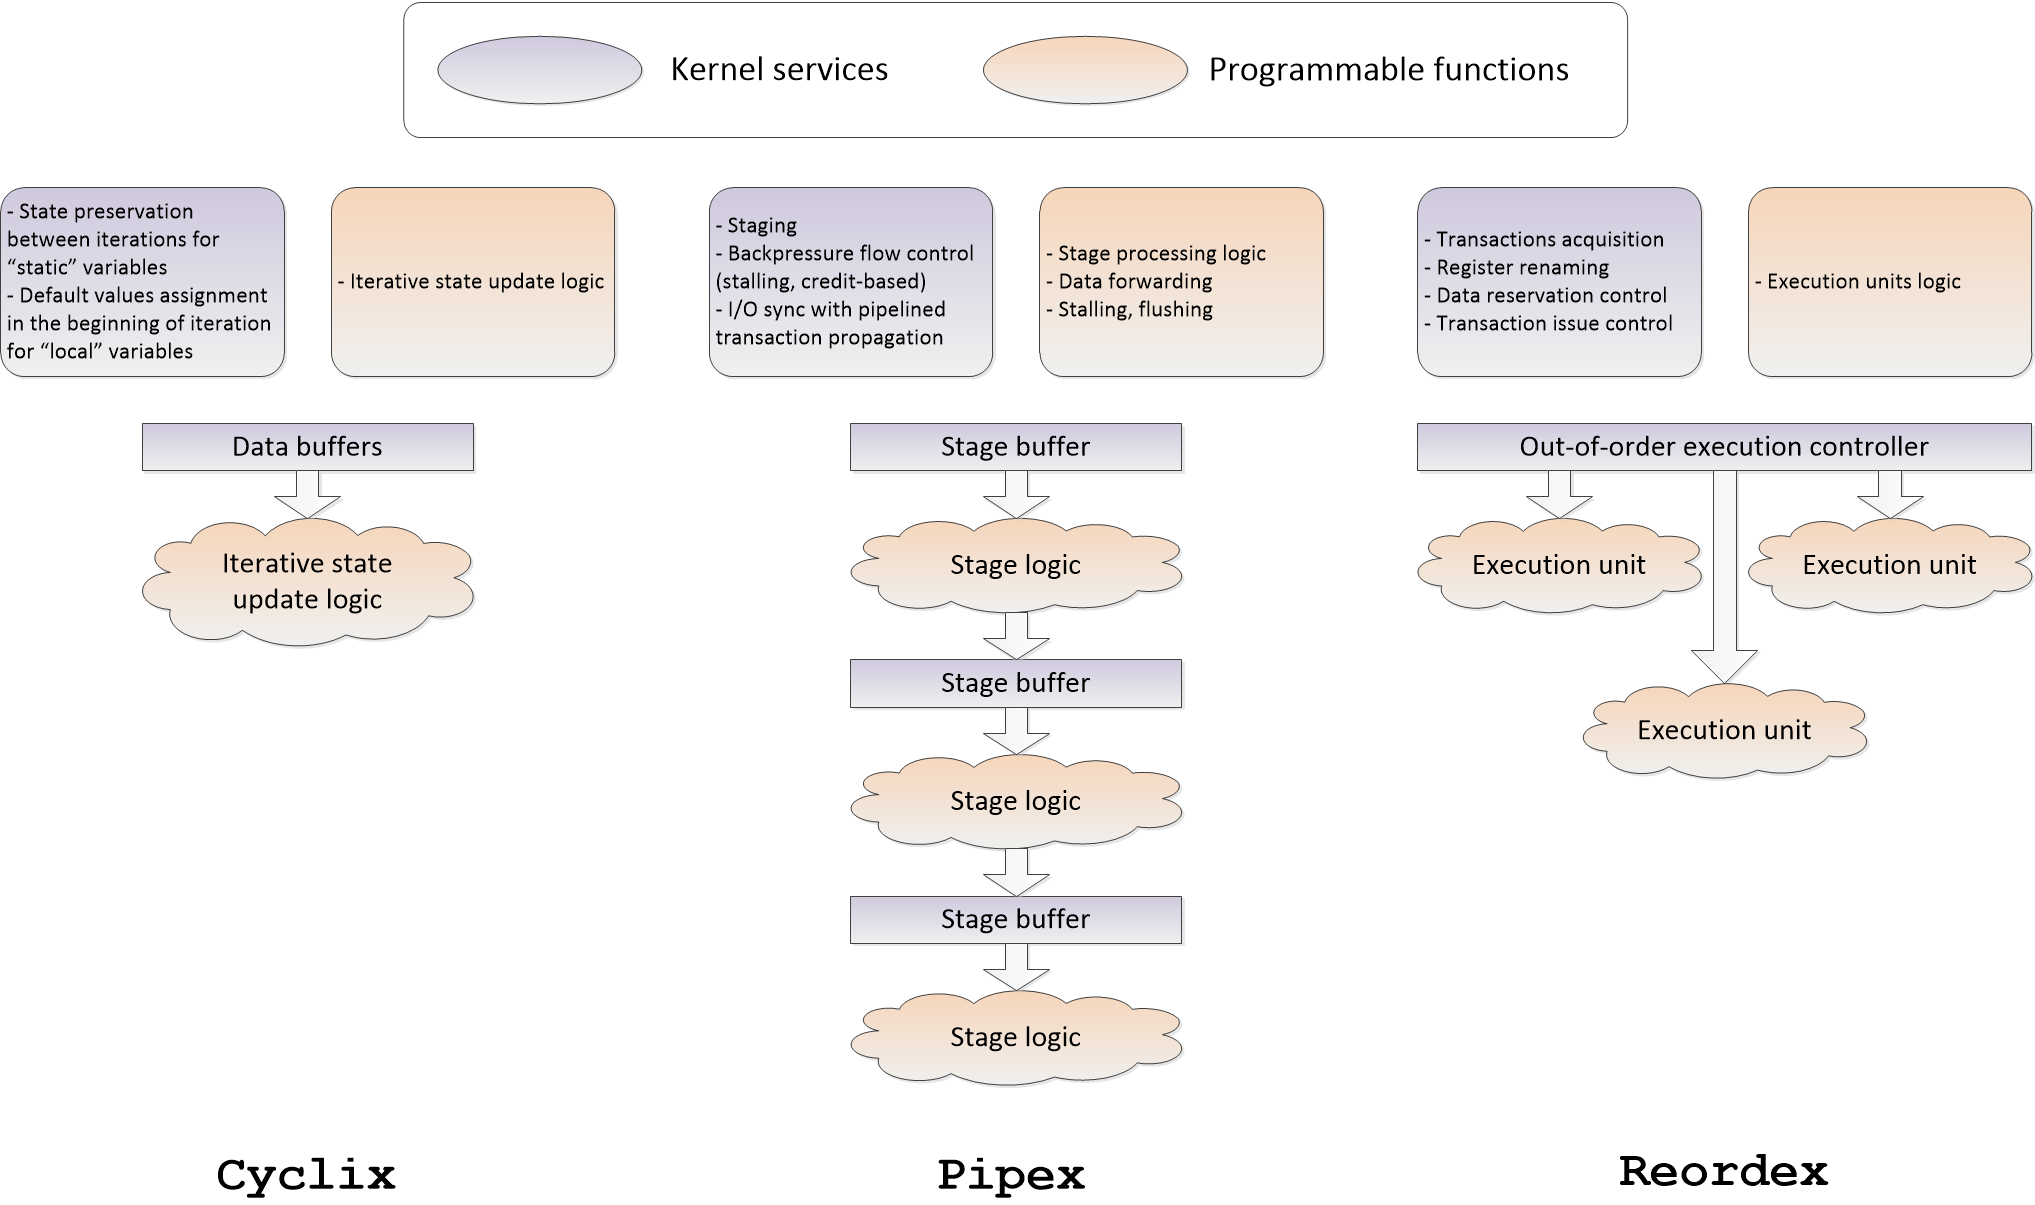 Kernel services
Programmable functions
- State preservation
between iterations for
“static” variables
- Default values assignment
in the beginning of iteration
for “local” variables
- Iterative state update logic
- Staging
- Backpressure flow control
(stalling, credit-based)
- I/O sync with pipelined
transaction propagation
- Stage processing logic
- Data forwarding
- Stalling, flushing
- Transactions acquisition
- Register renaming
- Data reservation control
- Transaction issue control
- Execution units logic
Data buffers
Iterative state
update logic
Stage buffer
Stage logic
Stage buffer
Stage logic
Stage buffer
Stage logic
Out-of-order execution controller
Execution unit
Execution unit
Execution unit
Cyclix
Pipex
Reordex